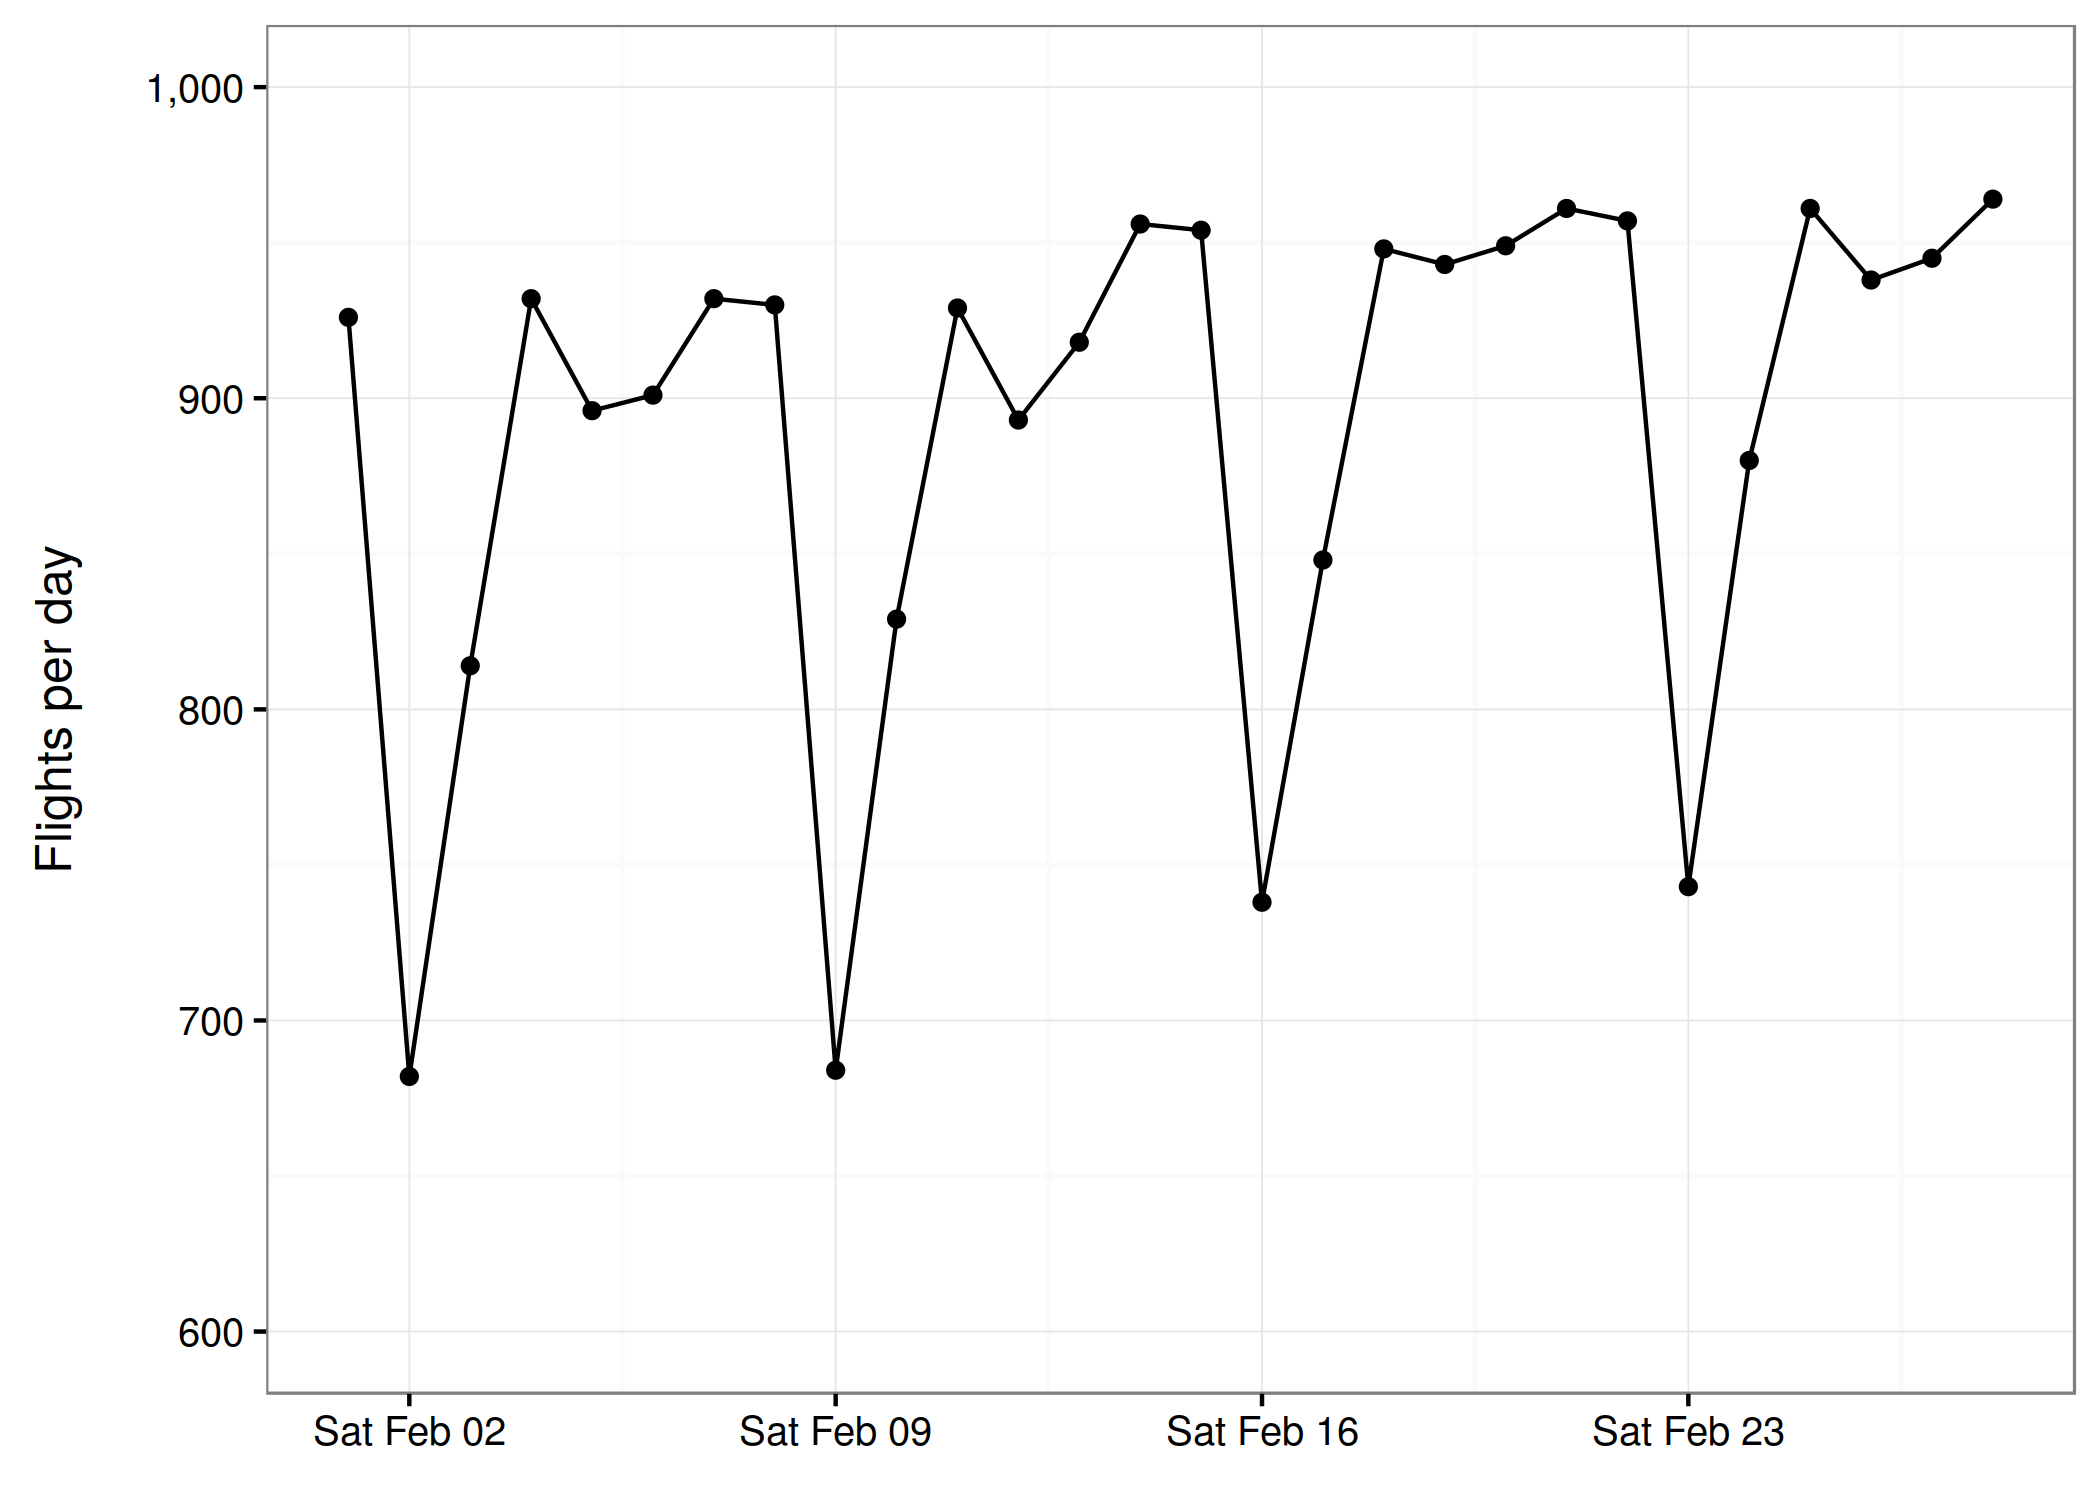 Flights per day
1,000
900
800
700
600
Sat Feb 02
Sat Feb 09
Sat Feb 16
Sat Feb 23